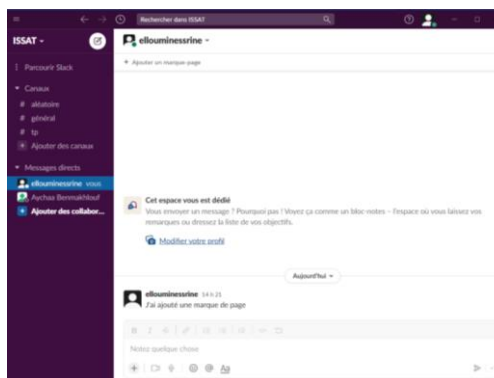 Rechercher dans ISSAT
ISSAT
ellouminessrine
Ajouter un marque-page
Parcourir Slack
Canaux
# aléatoire
# général
# tp
+ Ajouter des canaux
Messages directs
ellouminessrine vous
Aychaa Benmakhlouf
+ Ajouter des collabor...
Cet espace vous est dédié
Vous envoyer un message ? Pourquoi pas ! Voyez ça comme un bloc-notes – l'espace où vous laissez vos
remarques ou dressez la liste de vos objectifs.
Modifier votre profil
Aujourd'hui
ellouminessrine 14 h 21
J'ai ajouté une marque de page
Notez quelque chose